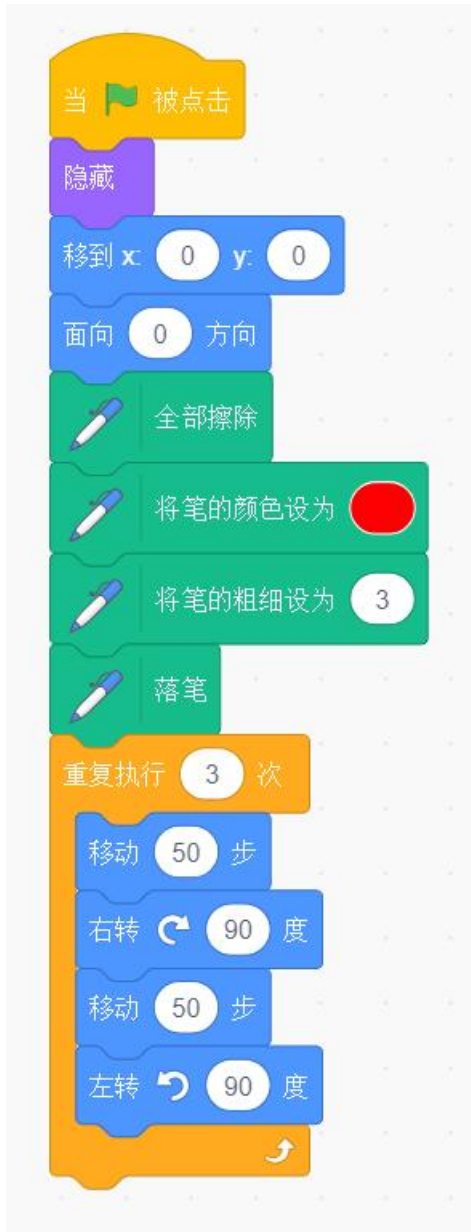 当 被点击
隐藏
移到 x: 0 y: 0
面向 0 方向
全部擦除
将笔的颜色设为
将笔的粗细设为 3
落笔
重复执行 3 次
移动 50 步
右转 90 度
移动 50 步
左转 90 度